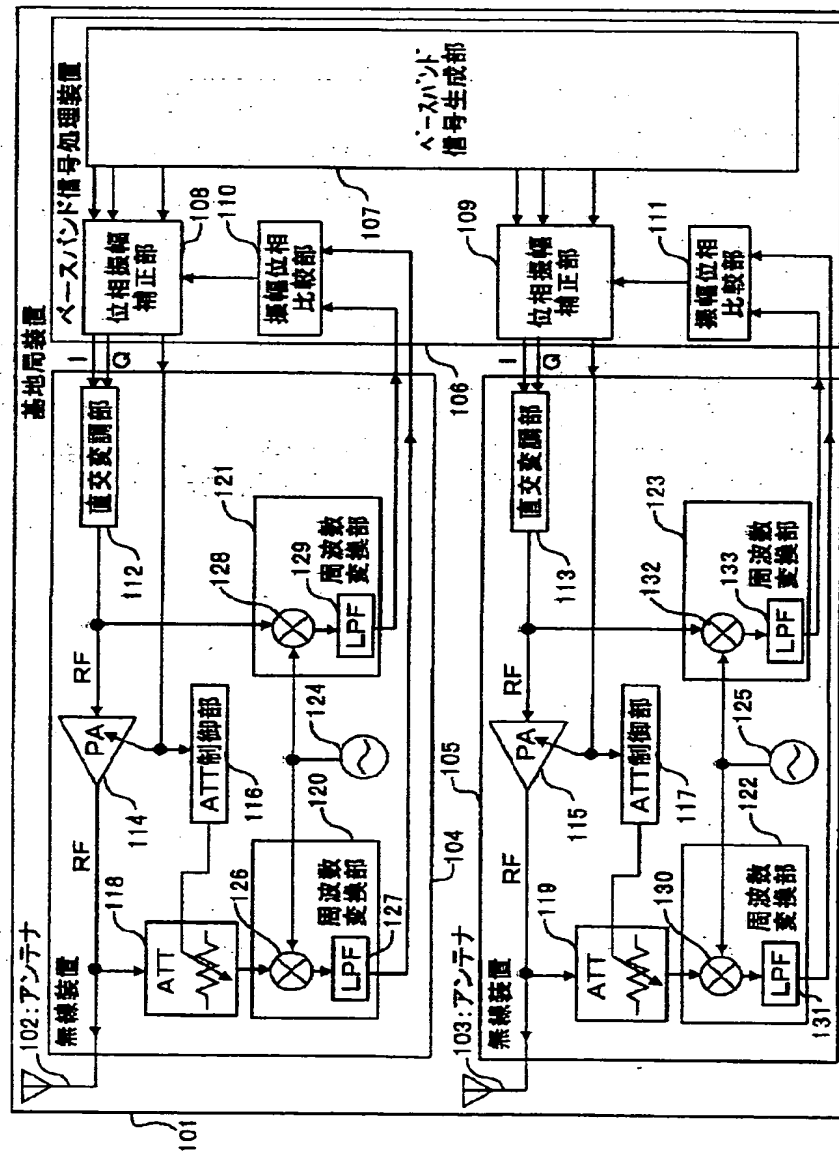 基地局装置
101
102:アンテナ
無線装置
RF
114
PA
RF
112
直交変調部
I
Q
位相振幅
補正部
108
ベースバンド信号処理装置
118
ATT
ATT制御部
116
振幅位相
比較部
110
107
ベースバンド
信号生成部
120
126
周波数
変換部
LPF
127
124
121
128
129
周波数
変換部
LPF
104
106
105
103:アンテナ
無線装置
RF
115
PA
RF
113
直交変調部
I
Q
位相振幅
補正部
109
119
ATT
ATT制御部
117
振幅位相
比較部
111
122
130
周波数
変換部
LPF
131
125
123
132
133
周波数
変換部
LPF